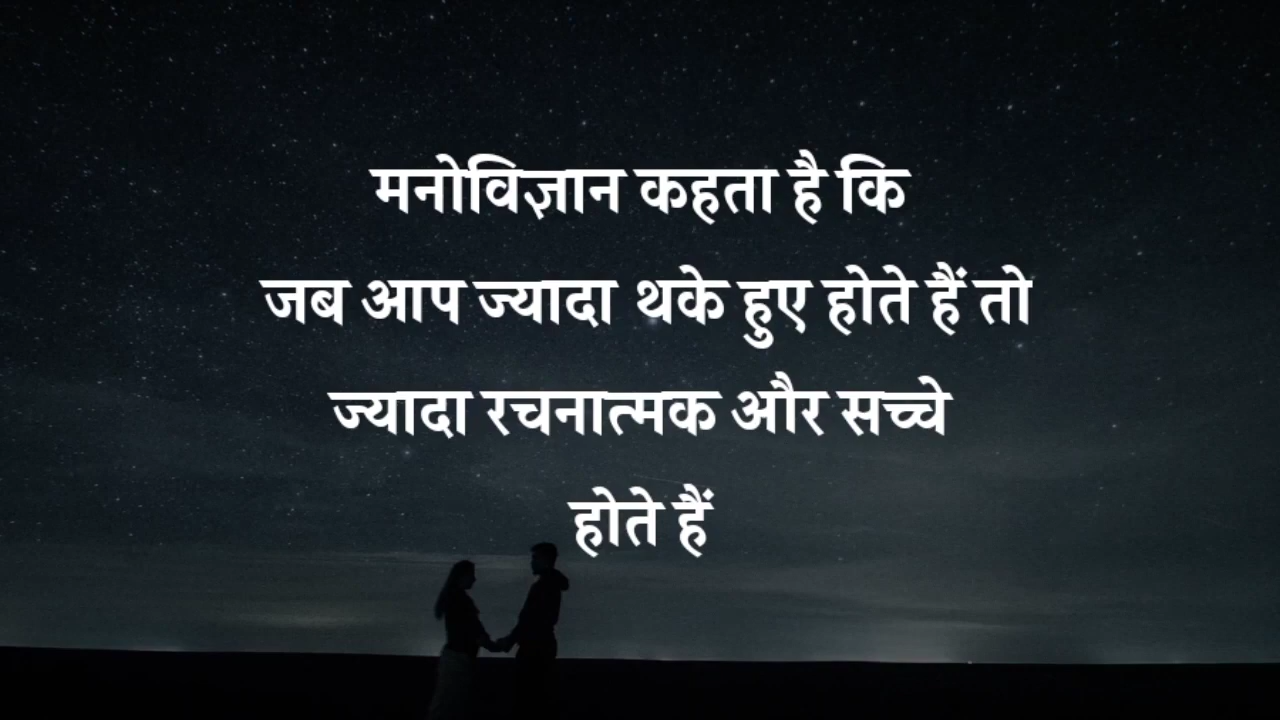 मनोविज्ञान कहता है कि
जब आप ज्यादा थके हुए होते हैं तो
ज्यादा रचनात्मक और सच्चे
होते हैं